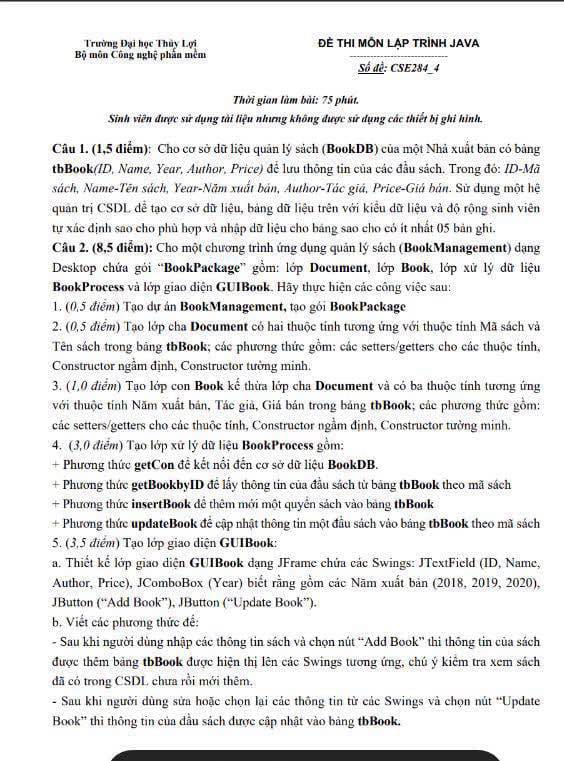 Trường Đại học Thủy Lợi
Bộ môn Công nghệ phần mềm
ĐỀ THI MÔN LẬP TRÌNH JAVA
----------------------------
Số đề: CSE284_4
Thời gian làm bài: 75 phút.
Sinh viên được sử dụng tài liệu nhưng không được sử dụng các thiết bị ghi hình.
Câu 1. (1,5 điểm): Cho cơ sở dữ liệu quản lý sách (BookDB) của một Nhà xuất bản có bảng
tbBook(ID, Name, Year, Author, Price) để lưu thông tin của các đầu sách. Trong đó: ID-Mã
sách, Name-Tên sách, Year-Năm xuất bản, Author-Tác giả, Price-Giá bán. Sử dụng một hệ
quản trị CSDL để tạo cơ sở dữ liệu, bảng dữ liệu trên với kiểu dữ liệu và độ rộng sinh viên
tự xác định sao cho phù hợp và nhập dữ liệu cho bảng sao cho có ít nhất 05 bản ghi.
Câu 2. (8,5 điểm): Cho một chương trình ứng dụng quản lý sách (BookManagement) dạng
Desktop chứa gói “BookPackage” gồm: lớp Document, lớp Book, lớp xử lý dữ liệu
BookProcess và lớp giao diện GUIBook. Hãy thực hiện các công việc sau:
1. (0,5 điểm) Tạo dự án BookManagement, tạo gói BookPackage
2. (0,5 điểm) Tạo lớp cha Document có hai thuộc tính tương ứng với thuộc tính Mã sách và
Tên sách trong bảng tbBook; các phương thức gồm: các setters/getters cho các thuộc tính,
Constructor ngầm định, Constructor tường minh.
3. (1,0 điểm) Tạo lớp con Book kế thừa lớp cha Document và có ba thuộc tính tương ứng
với thuộc tính Năm xuất bản, Tác giả, Giá bán trong bảng tbBook; các phương thức gồm:
các setters/getters cho các thuộc tính, Constructor ngầm định, Constructor tường minh.
4. (3,0 điểm) Tạo lớp xử lý dữ liệu BookProcess gồm:
+ Phương thức getCon để kết nối đến cơ sở dữ liệu BookDB.
+ Phương thức getBookbyID để lấy thông tin của đầu sách từ bảng tbBook theo mã sách
+ Phương thức insertBook để thêm mới một quyển sách vào bảng tbBook
+ Phương thức updateBook để cập nhật thông tin một đầu sách vào bảng tbBook theo mã sách
5. (3,5 điểm) Tạo lớp giao diện GUIBook:
a. Thiết kế lớp giao diện GUIBook dạng JFrame chứa các Swings: JTextField (ID, Name,
Author, Price), JComboBox (Year) biết rằng gồm các Năm xuất bản (2018, 2019, 2020),
JButton (“Add Book”), JButton (“Update Book”).
b. Viết các phương thức để:
- Sau khi người dùng nhập các thông tin sách và chọn nút “Add Book” thì thông tin của sách
được thêm bảng tbBook được hiện thị lên các Swings tương ứng, chú ý kiểm tra xem sách
đã có trong CSDL chưa rồi mới thêm.
- Sau khi người dùng sửa hoặc chọn lại các thông tin từ các Swings và chọn nút “Update
Book” thì thông tin của đầu sách được cập nhật vào bảng tbBook.